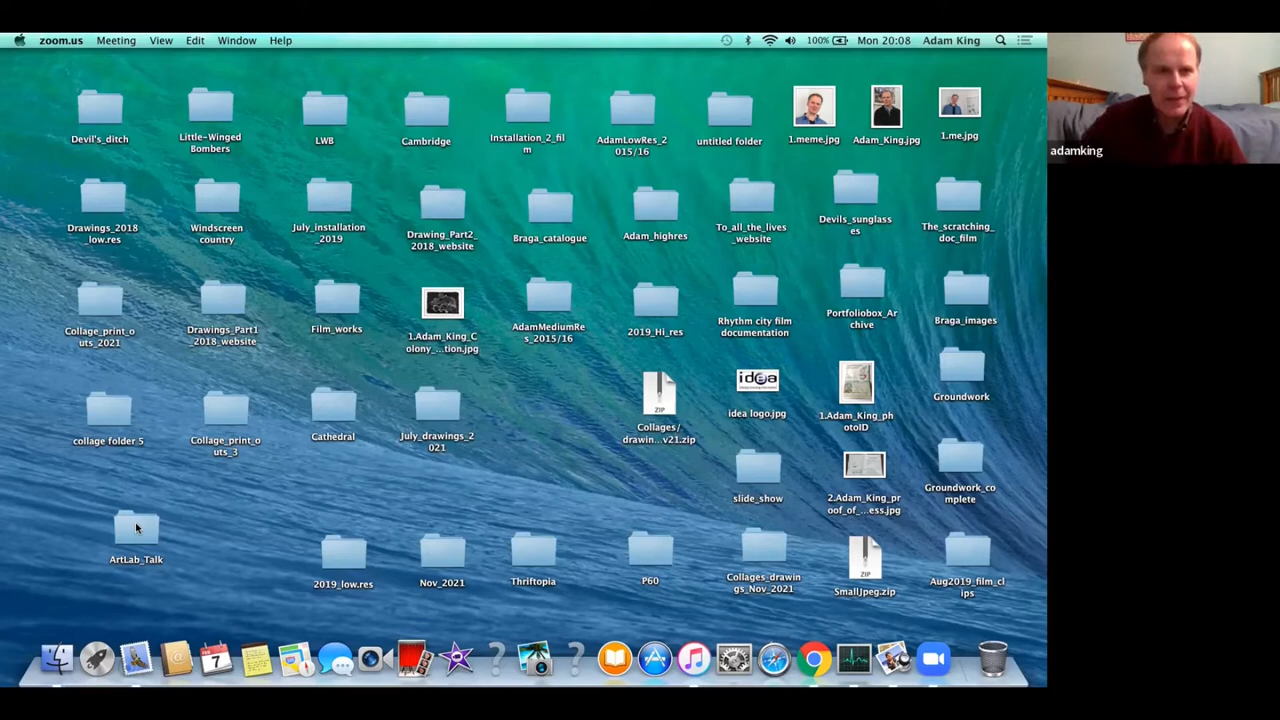 zoom.us Meeting View Edit Window Help 100% Mon 20:08 Adam King
adamking
Devil's_ditch
Little-Winged
Bombers
LWB
Cambridge
Installation_2_fil
m
AdamLowRes_2
015/16
untitled folder
1.meme.jpg
Adam_King.jpg
1.me.jpg
Drawings_2018
_low.res
Windscreen
country
July_installation
_2019
Drawing_Part2_
2018_website
Braga_catalogue
Adam_highres
To_all_the_lives
_website
Devils_sunglass
es
The_scratching_
doc_film
Collage_print_o
uts_2021
Drawings_Part1
_2018_website
Film_works
1.Adam_King_C
olony_...tion.jpg
AdamMediumRe
s_2015/16
2019_Hi_res
Rhythm city film
documentation
Portfoliobox_Ar
chive
Braga_images
collage folder 5
Collage_print_o
uts_3
Cathedral
July_drawings_2
021
ZIP
Collages/
drawin...v21.zip
idea
idea logo.jpg
1.Adam_King_ph
otoID
Groundwork
slide_show
2.Adam_King_pr
oof_of_...ess.jpg
Groundwork_co
mplete
ArtLab_Talk
2019_low.res
Nov_2021
Thriftopia
P60
Collages_drawin
gs_Nov_2021
ZIP
SmallJpeg.zip
Aug2019_film_cl
ips
FEB
7